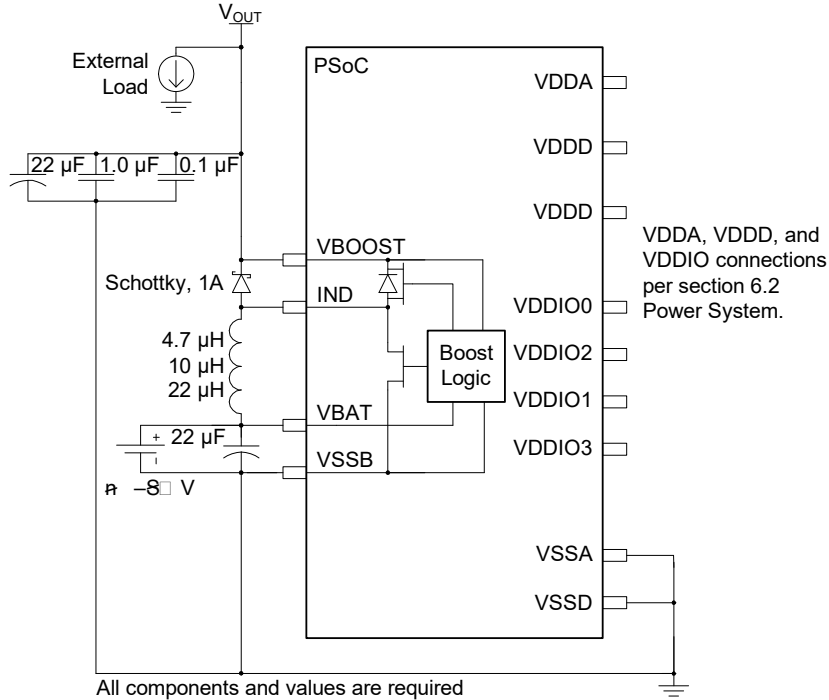 VOUT
External
Load
PSoC
VDDA
VDDD
VDDD
22 µF 1.0 µF 0.1 µF
VDDA, VDDD, and
VDDIO connections
per section 6.2
Power System.
VBOOST
Schottky, 1A
IND
VDDIO0
4.7 µH
10 µH
22 µH
Boost
Logic
VDDIO2
VBAT
VDDIO1
22 µF
+
-
VSSB
VDDIO3
V
VSSA
VSSD
All components and values are required